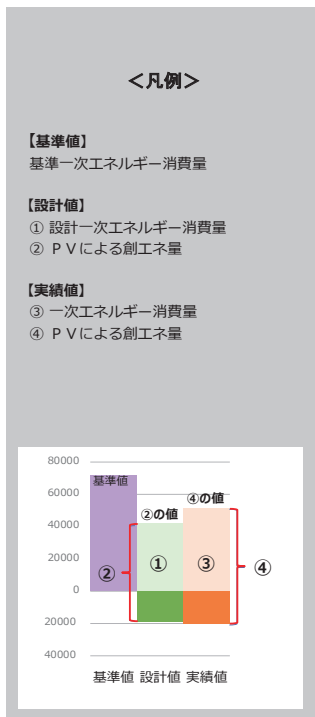 ＜凡例＞
【基準値】
基準一次エネルギー消費量
【設計値】
① 設計一次エネルギー消費量
② ＰＶによる創エネ量
【実績値】
③ 一次エネルギー消費量
④ ＰＶによる創エネ量
80000
60000
40000
20000
0
20000
40000
基準値
②の値
④の値
②
①
③
④
基準値 設計値 実績値